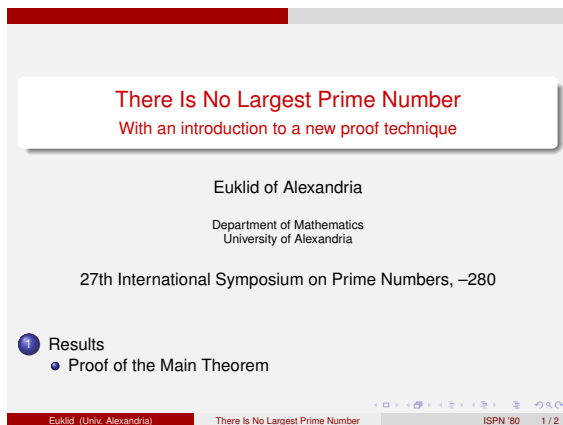 There Is No Largest Prime Number
With an introduction to a new proof technique
Euklid of Alexandria
Department of Mathematics
University of Alexandria
27th International Symposium on Prime Numbers, –280
1 Results
Proof of the Main Theorem
Euklid (Univ. Alexandria) There Is No Largest Prime Number ISPN '80 1 / 2